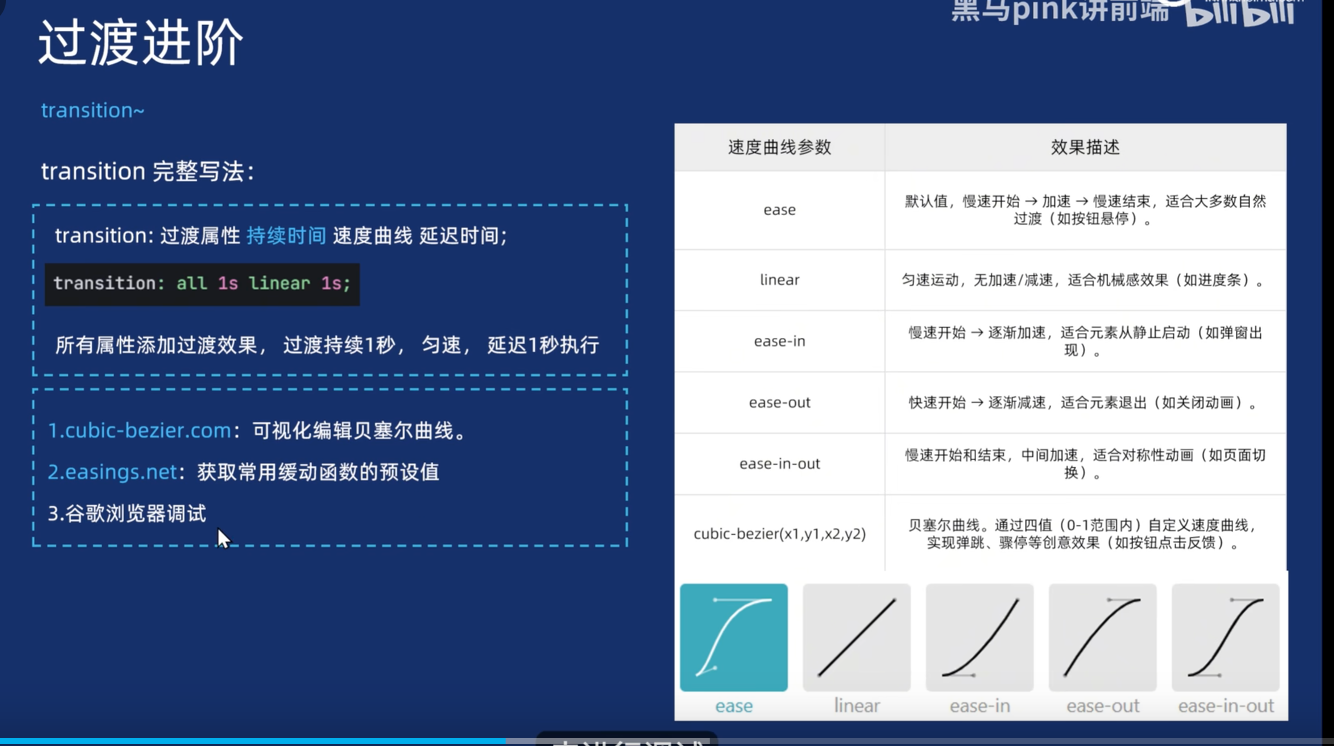 黑马pink讲前端
bilibili
过渡进阶
transition~
transition 完整写法：
transition: 过渡属性 持续时间 速度曲线 延迟时间;
transition: all 1s linear 1s;
所有属性添加过渡效果， 过渡持续1秒， 匀速， 延迟1秒执行
1.cubic-bezier.com：可视化编辑贝塞尔曲线。
2.easings.net：获取常用缓动函数的预设值
3.谷歌浏览器调试
速度曲线参数 效果描述
ease 默认值，慢速开始 → 加速 → 慢速结束，适合大多数自然
过渡（如按钮悬停）。
linear 匀速运动，无加速/减速，适合机械感效果（如进度条）。
ease-in 慢速开始 → 逐渐加速，适合元素从静止启动（如弹窗出
现）。
ease-out 快速开始 → 逐渐减速，适合元素退出（如关闭动画）。
ease-in-out 慢速开始和结束，中间加速，适合对称性动画（如页面切
换）。
cubic-bezier(x1,y1,x2,y2) 贝塞尔曲线。通过四值（0-1范围内）自定义速度曲线，
实现弹跳、骤停等创意效果（如按钮点击反馈）。
ease linear ease-in ease-out ease-in-out